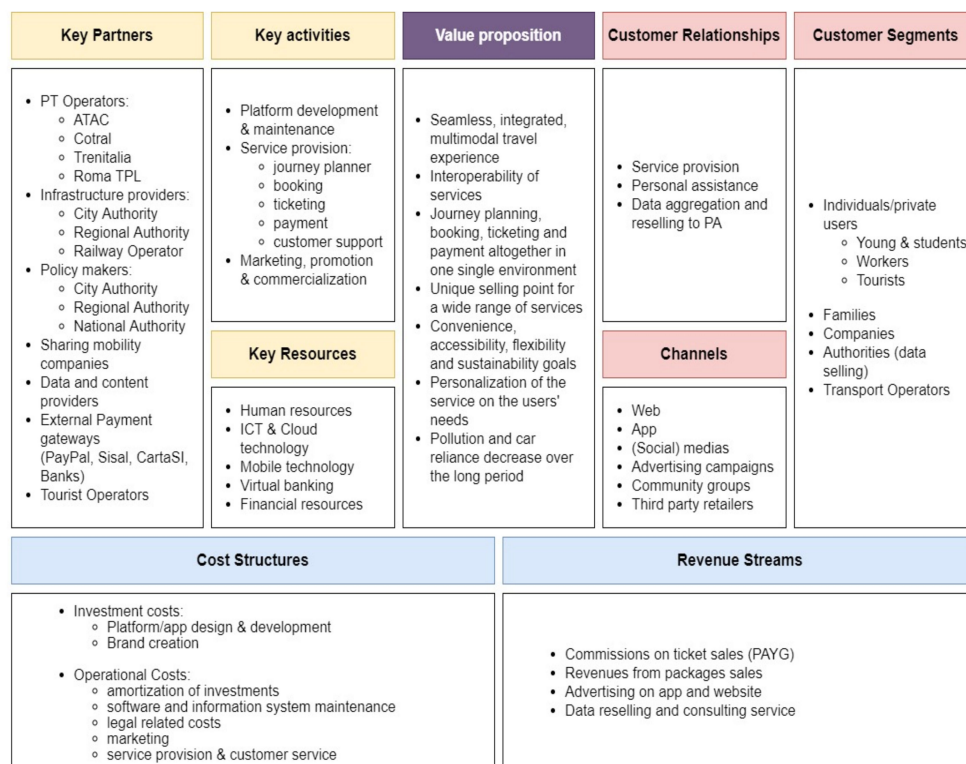 Key Partners
• PT Operators:
○ ATAC
○ Cotral
○ Trenitalia
○ Roma TPL
• Infrastructure providers:
○ City Authority
○ Regional Authority
○ Railway Operator
• Policy makers:
○ City Authority
○ Regional Authority
○ National Authority
• Sharing mobility
companies
• Data and content
providers
• External Payment
gateways
(PayPal, Sisal, CartaSI,
Banks)
• Tourist Operators
Key activities
• Platform development
& maintenance
• Service provision:
○ journey planner
○ booking
○ ticketing
○ payment
○ customer support
• Marketing, promotion
& commercialization
Key Resources
• Human resources
• ICT & Cloud
technology
• Mobile technology
• Virtual banking
• Financial resources
Value proposition
• Seamless, integrated,
multimodal travel
experience
• Interoperability of
services
• Journey planning,
booking, ticketing and
payment altogether in
one single environment
• Unique selling point for
a wide range of services
• Convenience,
accessibility, flexibility
and sustainability goals
• Personalization of the
service on the users'
needs
• Pollution and car
reliance decrease over
the long period
Customer Relationships
• Service provision
• Personal assistance
• Data aggregation and
reselling to PA
Channels
• Web
• App
• (Social) medias
• Advertising campaigns
• Community groups
• Third party retailers
Customer Segments
• Individuals/private
users
○ Young & students
○ Workers
○ Tourists
• Families
• Companies
• Authorities (data
selling)
• Transport Operators
Cost Structures
• Investment costs:
○ Platform/app design & development
○ Brand creation
• Operational Costs:
○ amortization of investments
○ software and information system maintenance
○ legal related costs
○ marketing
○ service provision & customer service
Revenue Streams
• Commissions on ticket sales (PAYG)
• Revenues from packages sales
• Advertising on app and website
• Data reselling and consulting service